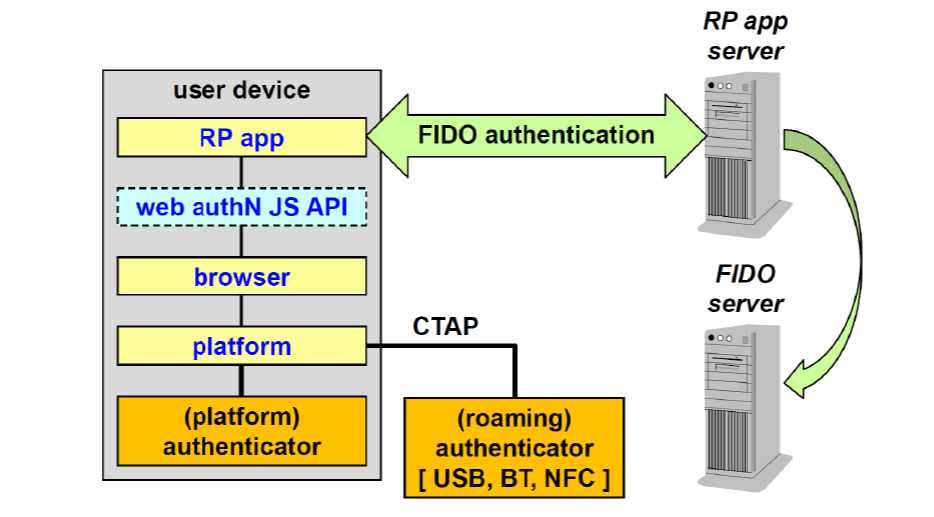 RP app
server
user device
RP app
FIDO authentication
web authN JS API
browser
FIDO
server
CTAP
platform
(platform)
authenticator
(roaming)
authenticator
[ USB, BT, NFC ]